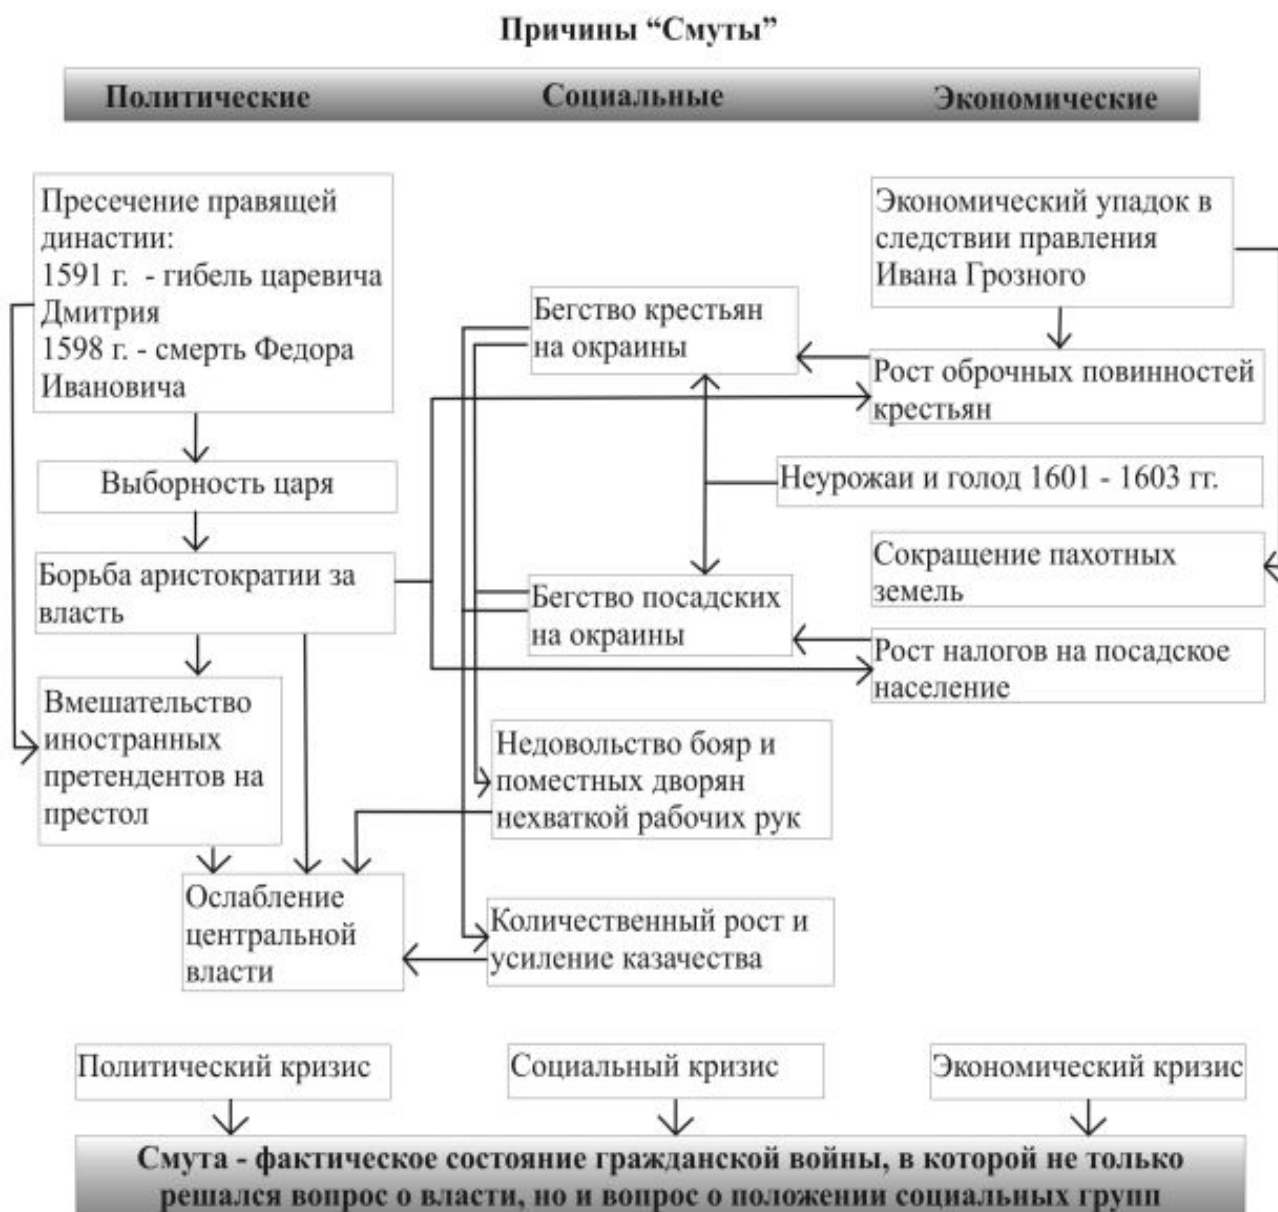 Причины “Смуты”
Политические
Социальные
Экономические
Пресечение правящей
династии:
1591 г. - гибель царевича
Дмитрия
1598 г. - смерть Федора
Ивановича
Выборность царя
Борьба аристократии за
власть
Вмешательство
иностранных
претендентов на
престол
Ослабление
центральной
власти
Бегство крестьян
на окраины
Бегство посадских
на окраины
Недовольство бояр и
поместных дворян
нехваткой рабочих рук
Количественный рост и
усиление казачества
Экономический упадок в
следствии правления
Ивана Грозного
Рост оброчных повинностей
крестьян
Неурожаи и голод 1601 - 1603 гг.
Сокращение пахотных
земель
Рост налогов на посадское
население
Политический кризис
Социальный кризис
Экономический кризис
Смута - фактическое состояние гражданской войны, в которой не только
решался вопрос о власти, но и вопрос о положении социальных групп